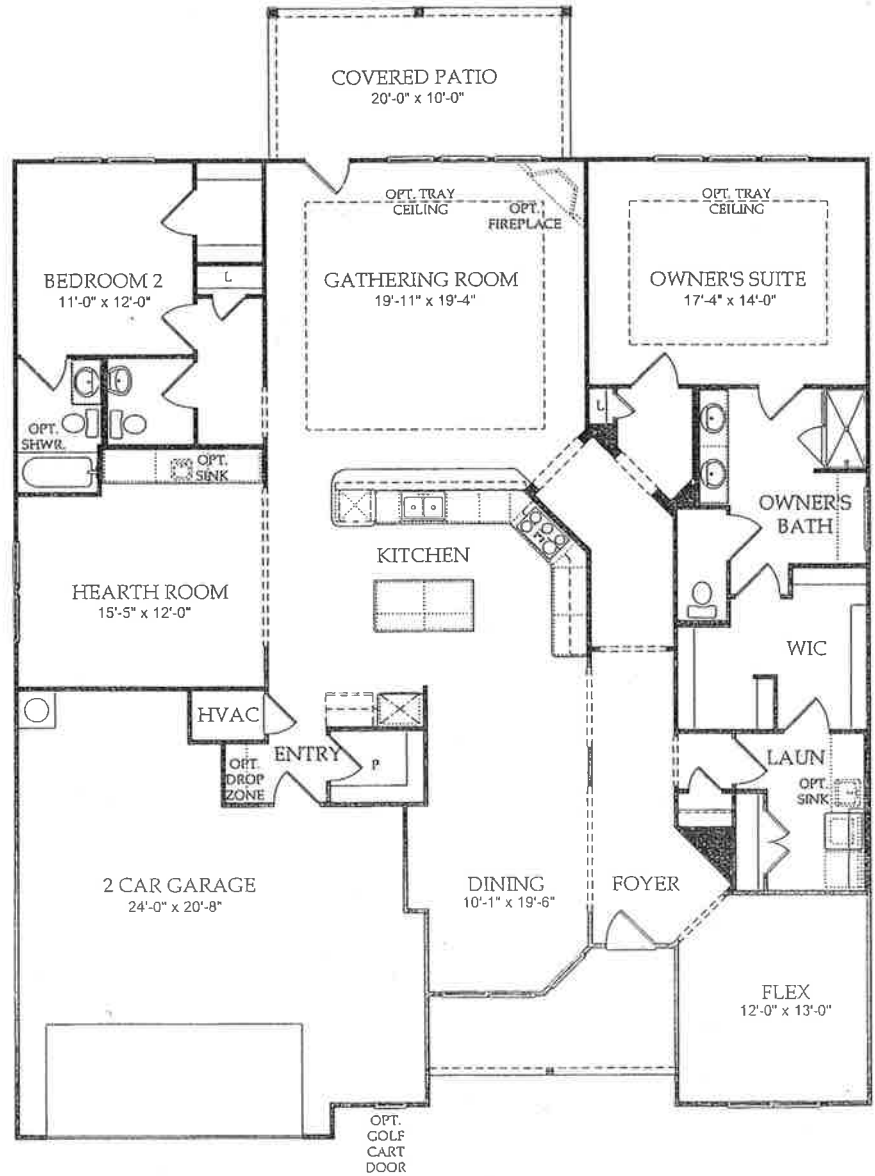 COVERED PATIO
20'-0" x 10'-0"
OPT. TRAY
CEILING
OPT.
FIREPLACE
OPT. TRAY
CEILING
L
BEDROOM 2
11'-0" x 12'-0"
GATHERING ROOM
19'-11" x 19'-4"
OWNER'S SUITE
17'-4" x 14'-0"
L
OPT.
SHWR.
OPT.
SINK
OWNER'S
BATH
KITCHEN
HEARTH ROOM
15'-5" x 12'-0"
WIC
HVAC
ENTRY
OPT.
DROP
ZONE
P
LAUN
OPT.
SINK
2 CAR GARAGE
24'-0" x 20'-8"
DINING
10'-1" x 19'-6"
FOYER
FLEX
12'-0" x 13'-0"
OPT.
GOLF
CART
DOOR